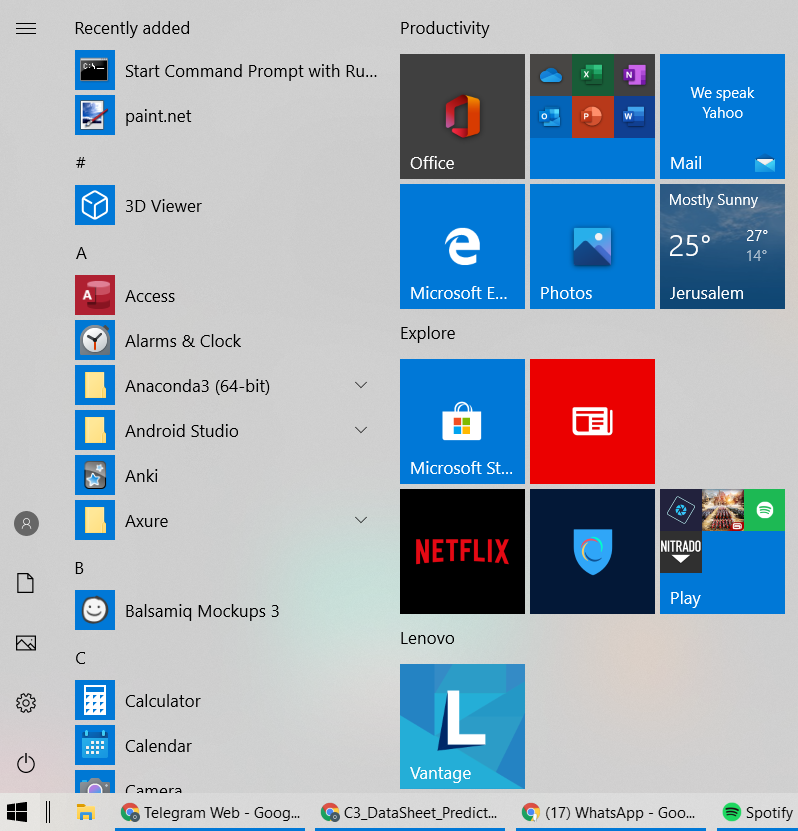 Recently added
Start Command Prompt with Ru...
paint.net
#
3D Viewer
A
Access
Alarms & Clock
Anaconda3 (64-bit)
Android Studio
Anki
Axure
B
Balsamiq Mockups 3
C
Calculator
Calendar
Camera
Productivity
Office
We speak
Yahoo
Mail
Microsoft E...
Photos
Mostly Sunny
25°
27°
14°
Jerusalem
Explore
Microsoft St...
NETFLIX
NITRADO
Play
Lenovo
L
Vantage
Telegram Web - Goog...
C3_DataSheet_Predict...
(17) WhatsApp - Goo...
Spotify